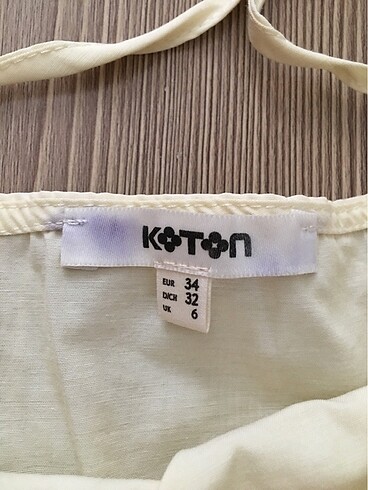 KOTON
EUR 34
D/CH 32
UK 6